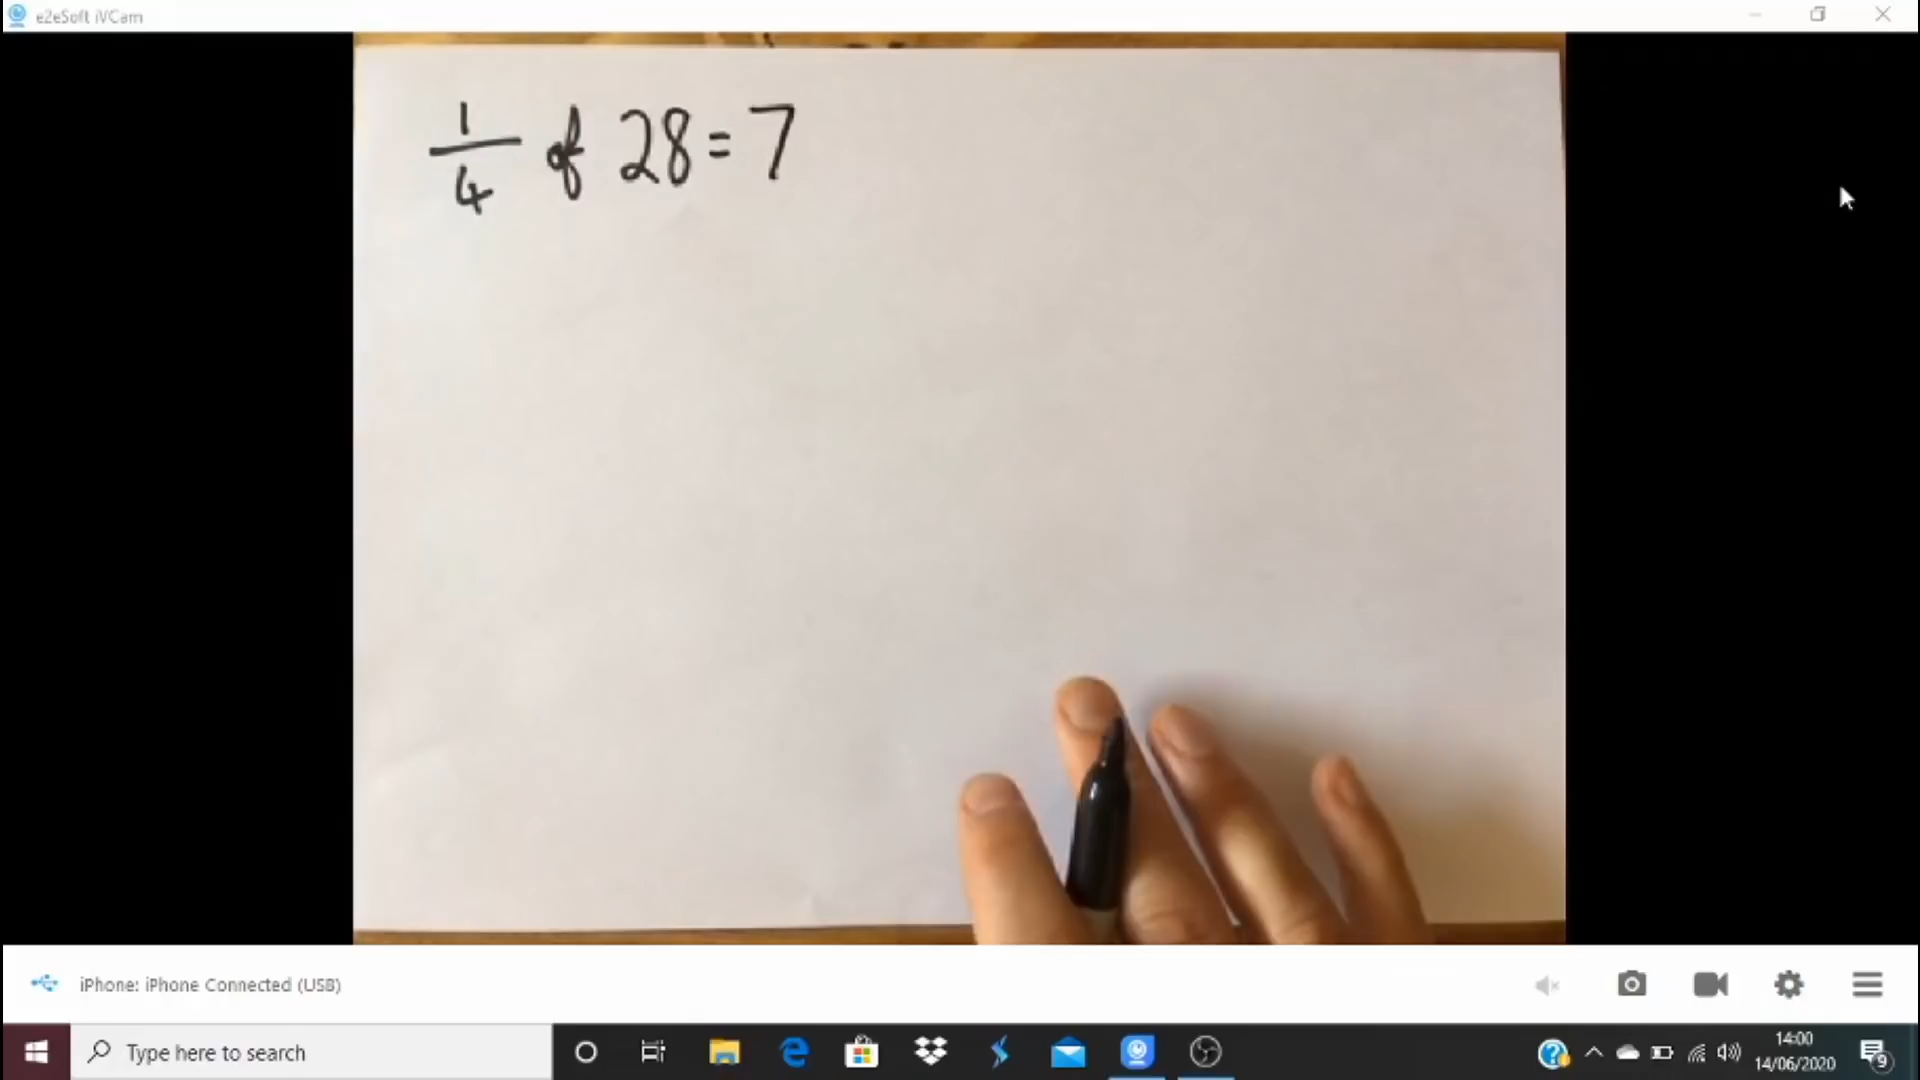 e2eSoft iVCam
1/4 of 28 = 7
iPhone: iPhone Connected (USB)
Type here to search
14:00
14/06/2020
9